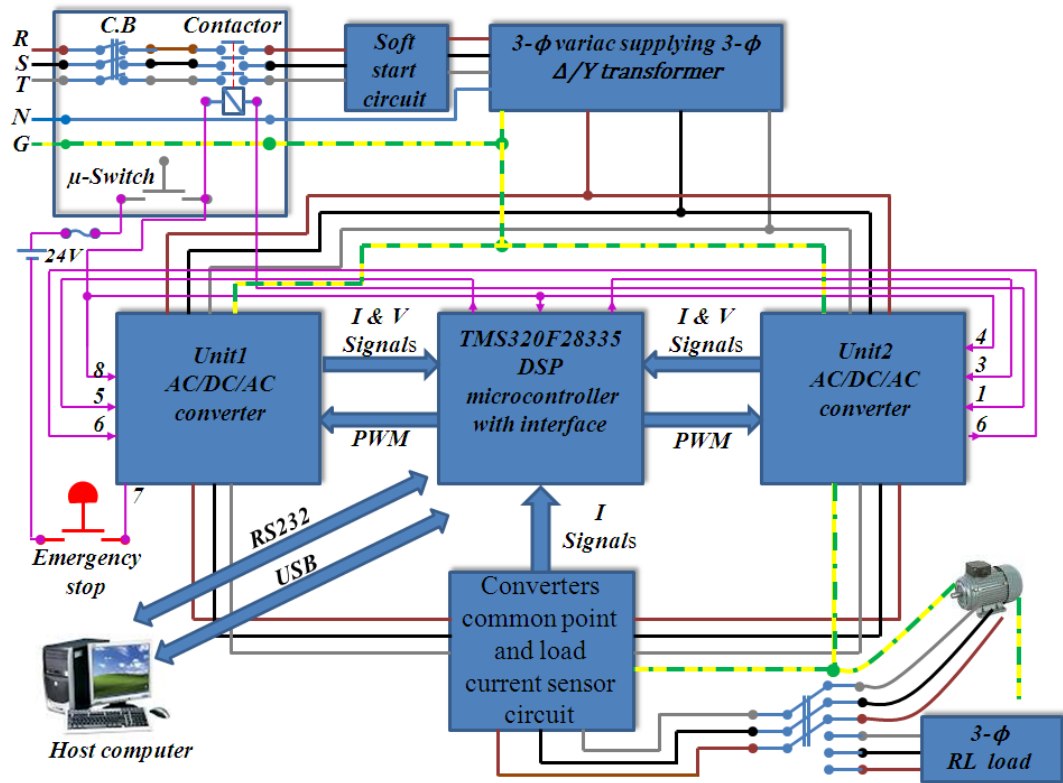 C.B
Contactor
R
S
T
N
G
Soft
start
circuit
3-ϕ variac supplying 3-ϕ
Δ/Y transformer
μ-Switch
24V
I & V
Signals
I & V
Signals
Unit1
AC/DC/AC
converter
TMS320F28335
DSP
microcontroller
with interface
Unit2
AC/DC/AC
converter
8
5
6
7
4
3
1
6
PWM
PWM
Emergency
stop
RS232
USB
I
Signals
Converters
common point
and load
current sensor
circuit
Host computer
3-ϕ
RL load